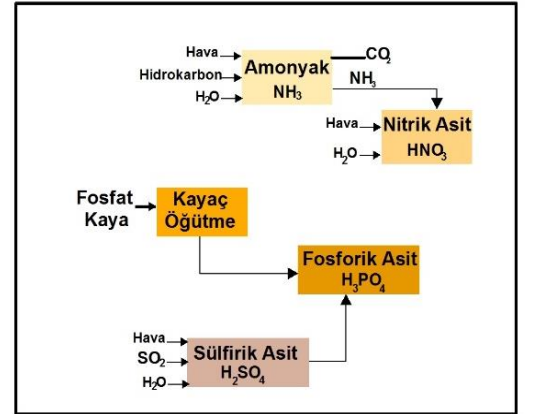 Hava
Hidrokarbon
H₂O
Amonyak
NH₃
CO₂
NH₃
Hava
H₂O
Nitrik Asit
HNO₃
Fosfat
Kaya
Kayaç
Öğütme
Fosforik Asit
H₃PO₄
Hava
SO₂
H₂O
Sülfirik Asit
H₂SO₄